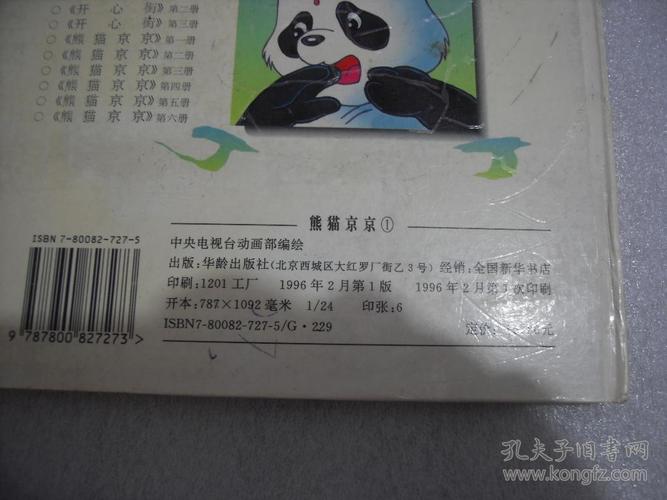 ○《开心街》第二册
○《开心街》第三册
○《熊猫京京》第一册
○《熊猫京京》第二册
○《熊猫京京》第三册
○《熊猫京京》第四册
○《熊猫京京》第五册
○《熊猫京京》第六册
熊猫京京①
中央电视台动画部编绘
出版:华龄出版社(北京西城区大红罗厂街乙3号) 经销:全国新华书店
印刷:1201工厂 1996年2月第1版 1996年2月第1次印刷
开本:787×1092毫米 1/24 印张:6
ISBN7-80082-727-5/G·229
定价: 元
ISBN 7-80082-727-5
9 787800 827273 >
孔夫子旧书网
www.kongfz.com